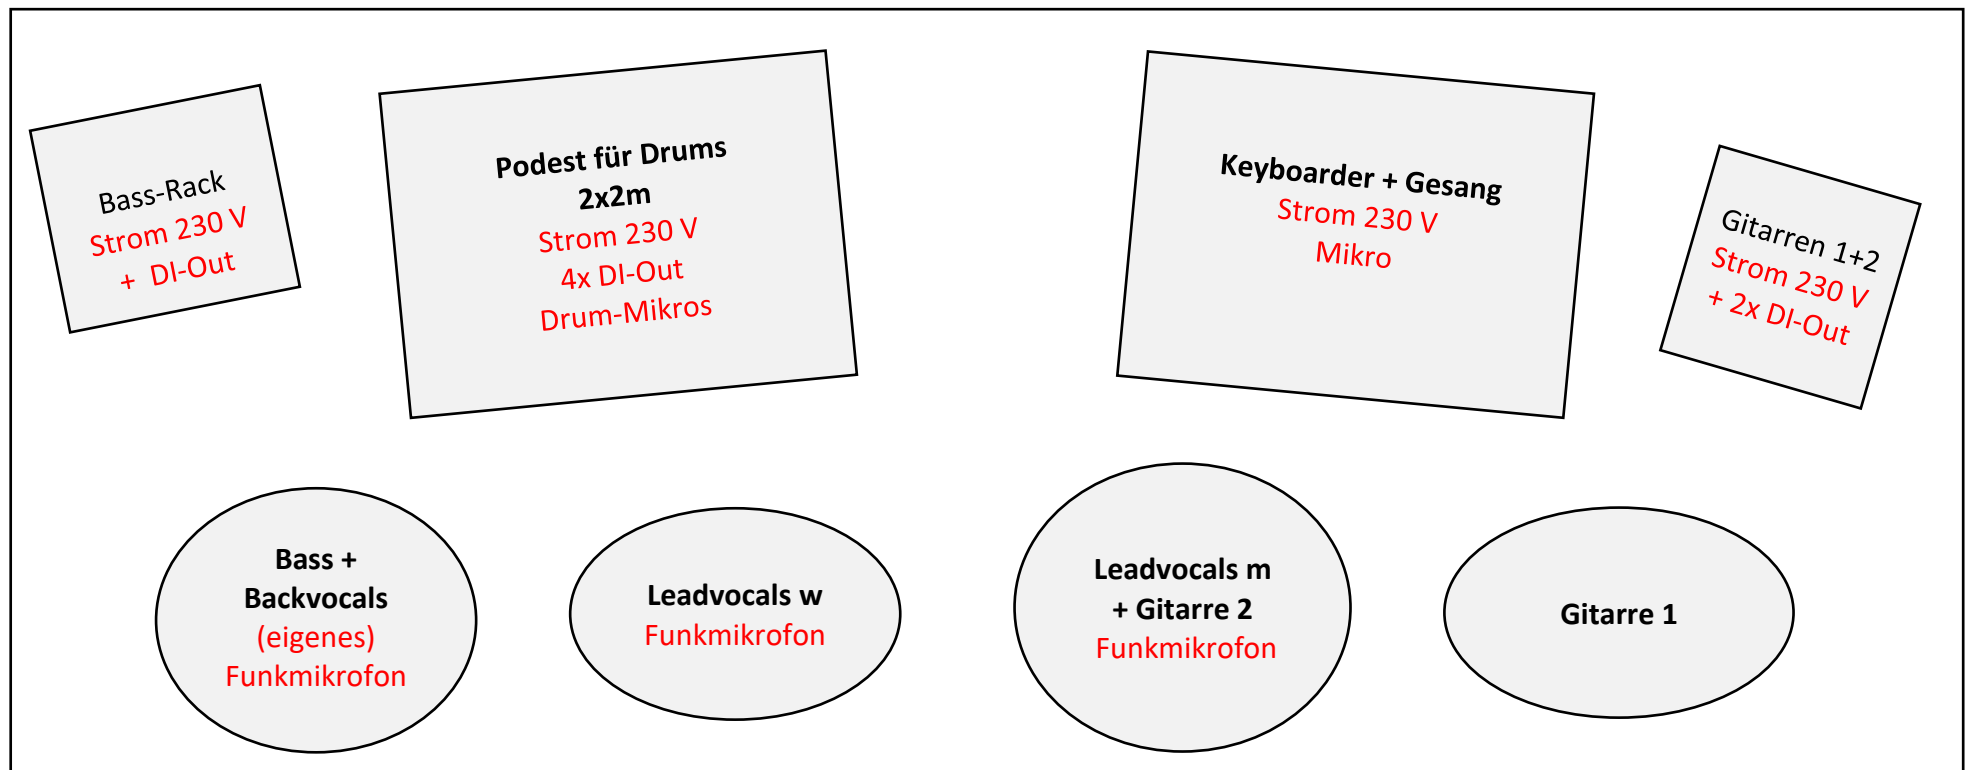 Bass-Rack
Strom 230 V
+ DI-Out
Podest für Drums
2x2m
Strom 230 V
4x DI-Out
Drum-Mikros
Keyboarder + Gesang
Strom 230 V
Mikro
Gitarren 1+2
Strom 230 V
+ 2x DI-Out
Bass +
Backvocals
(eigenes)
Funkmikrofon
Leadvocals w
Funkmikrofon
Leadvocals m
+ Gitarre 2
Funkmikrofon
Gitarre 1